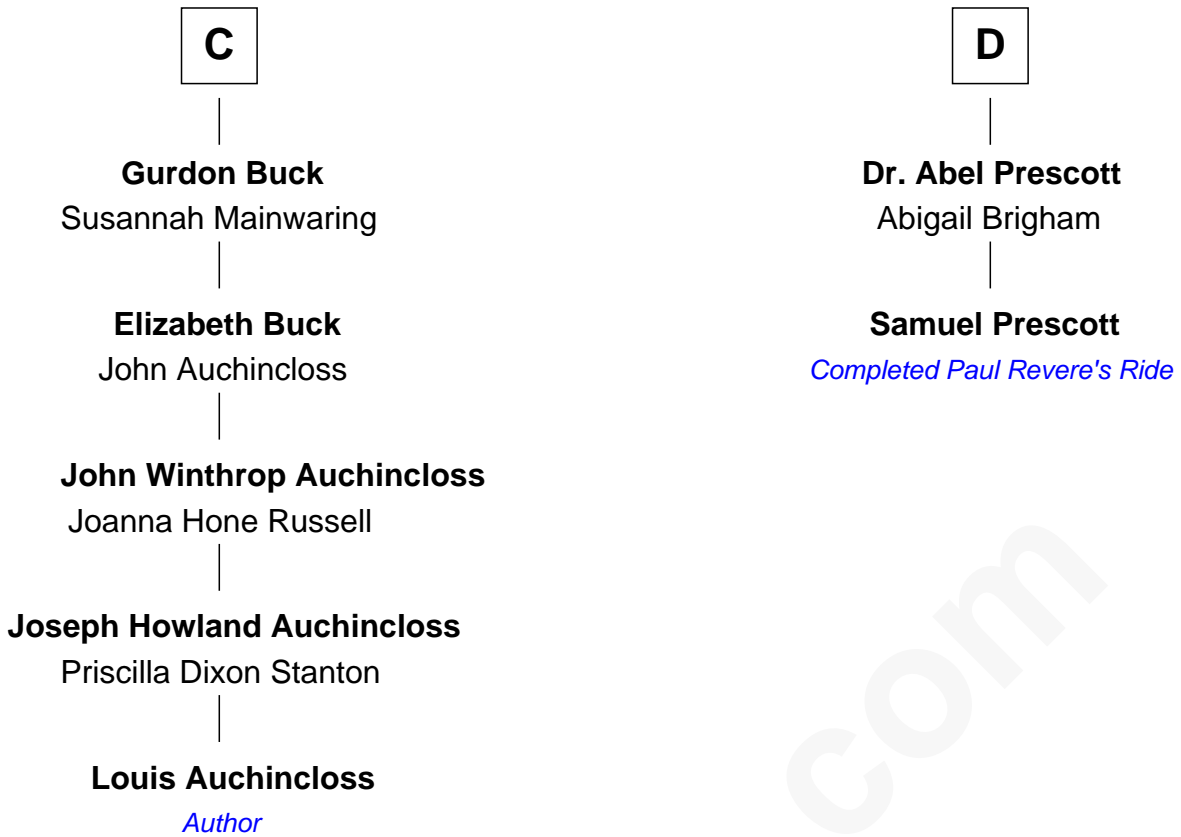 C
Gurdon Buck
Susannah Mainwaring
Elizabeth Buck
John Auchincloss
John Winthrop Auchincloss
Joanna Hone Russell
Joseph Howland Auchincloss
Priscilla Dixon Stanton
Louis Auchincloss
Author
D
Dr. Abel Prescott
Abigail Brigham
Samuel Prescott
Completed Paul Revere's Ride
com